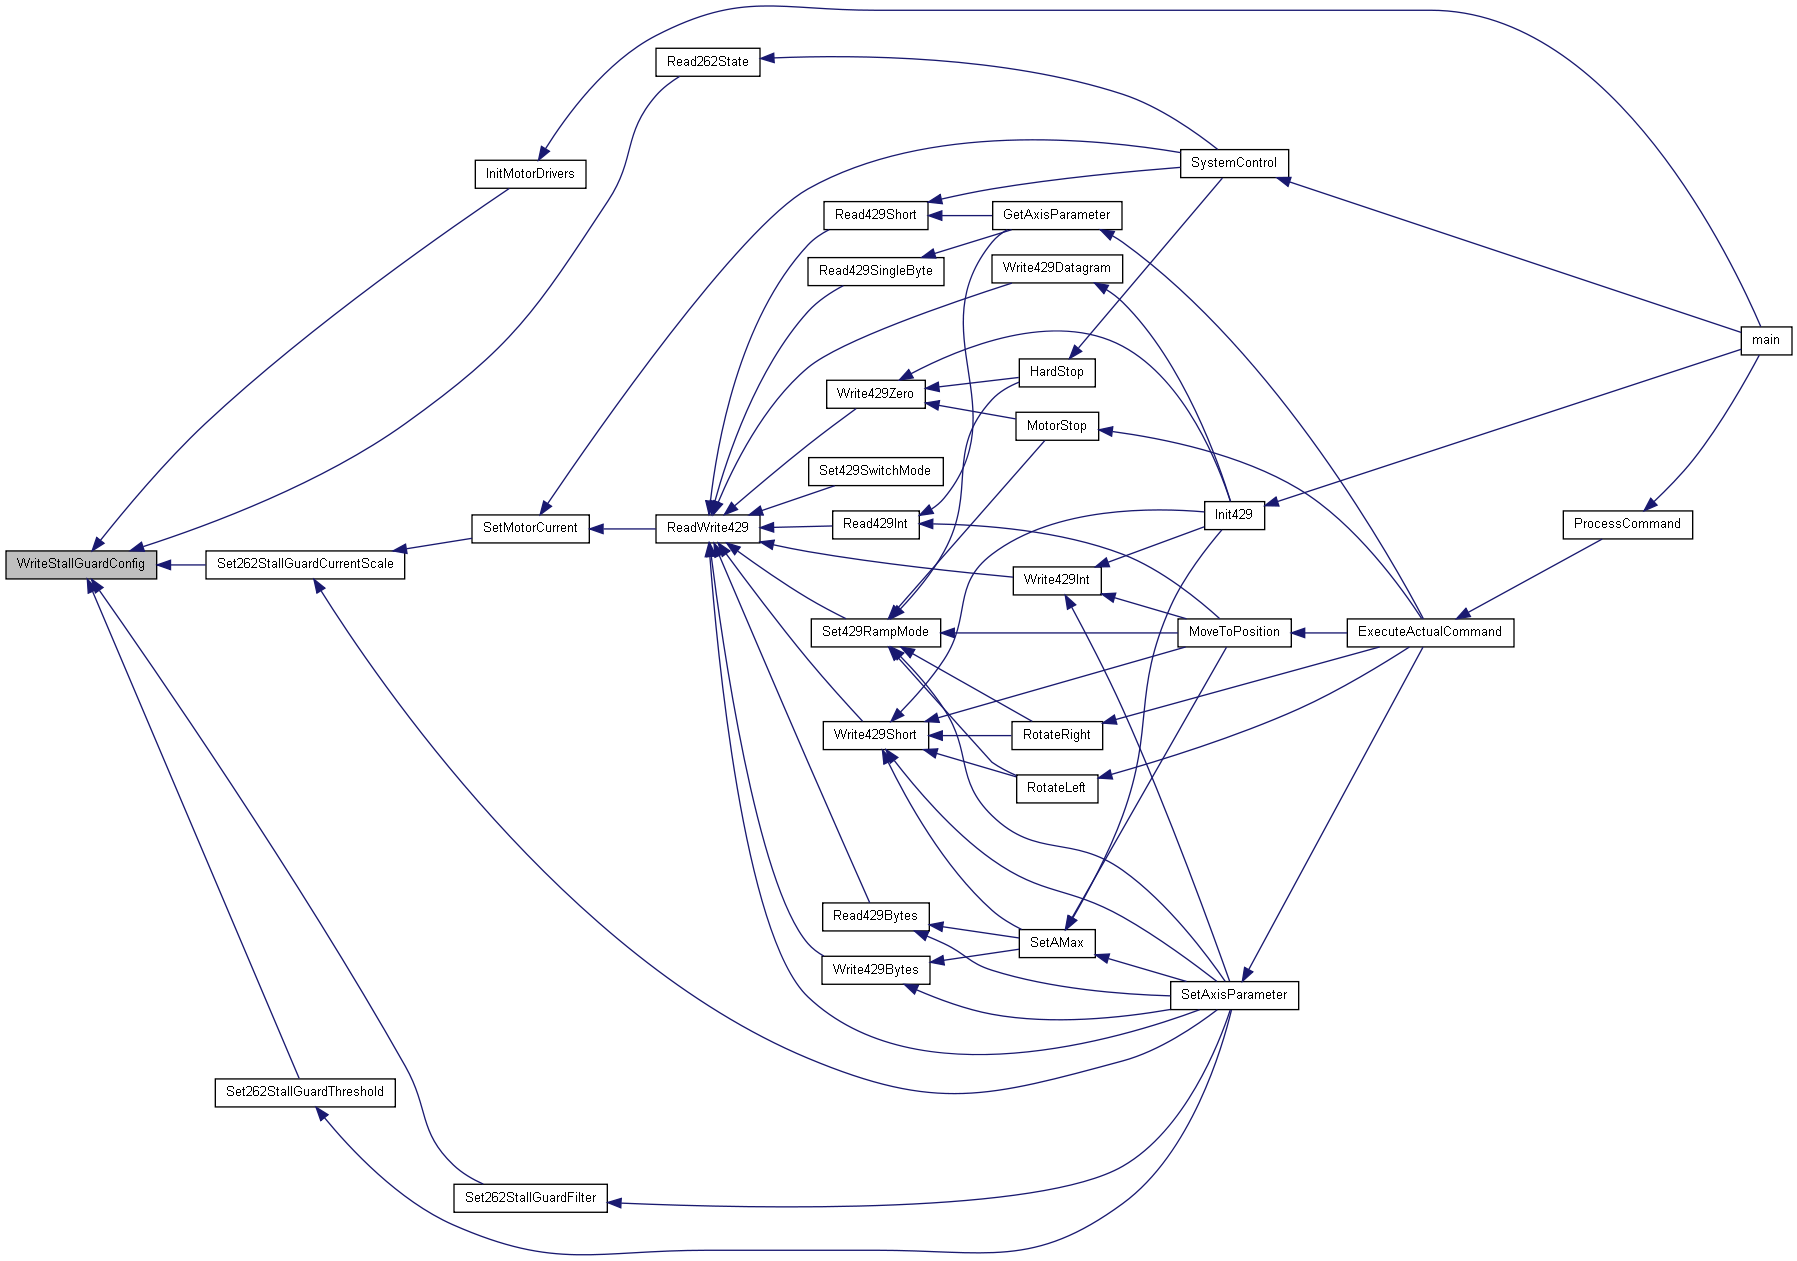 Read262State
SystemControl
InitMotorDrivers
Read429Short
GetAxisParameter
Read429SingleByte
Write429Datagram
main
HardStop
Write429Zero
MotorStop
Set429SwitchMode
Init429
SetMotorCurrent
ReadWrite429
Read429Int
ProcessCommand
WriteStallGuardConfig
Set262StallGuardCurrentScale
Write429Int
Set429RampMode
MoveToPosition
ExecuteActualCommand
Write429Short
RotateRight
RotateLeft
Read429Bytes
SetAMax
Write429Bytes
SetAxisParameter
Set262StallGuardThreshold
Set262StallGuardFilter